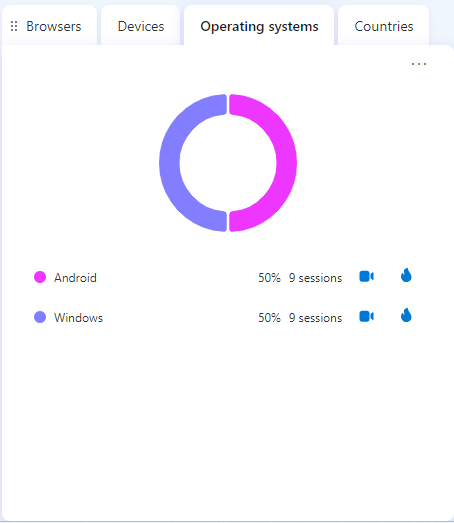 Browsers Devices Operating systems Countries
Android 50% 9 sessions
Windows 50% 9 sessions